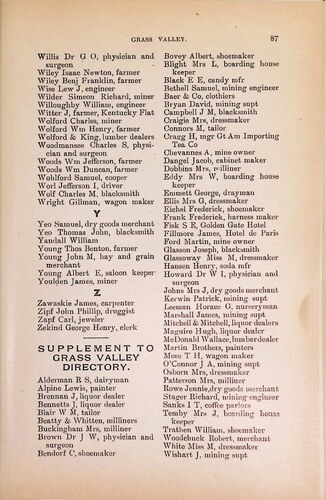 GRASS VALLEY.
87
Willis Dr G O, physician and
surgeon
Wiley Isaac Newton, farmer
Wiley Benj Franklin, farmer
Wise Lew J, engineer
Wilder Simeon Richard, miner
Willoughby William, engineer
Witter J, farmer, Kentucky Flat
Wolford Charles, miner
Wolford Wm Henry, farmer
Wolford & King, lumber dealers
Woodmansee Charles S, physi-
cian and surgeon
Woods Wm Jefferson, farmer
Woods Wm Duncan, farmer
Wohlford Samuel, cooper
Worl Jefferson I, driver
Wolf Charles M, blacksmith
Wright Gillman, wagon maker
Y
Yeo Samuel, dry goods merchant
Yeo Thomas John, blacksmith
Yandall William
Young Thos Benton, farmer
Young John M, hay and grain
merchant
Young Albert E, saloon keeper
Youlden James, miner
Z
Zawaskie James, carpenter
Zipf John Phillip, druggist
Zapf Carl, jeweler
Zekind George Henry, clerk
SUPPLEMENT TO
GRASS VALLEY
DIRECTORY.
Alderman R S, dairyman
Alpine Lewis, painter
Brennan J, liquor dealer
Bennetts J, liquor dealer
Blair W M, tailor
Beatty & Whitten, milliners
Buckingham Mrs, milliner
Brown Dr J W, physician and
surgeon
Bendorf C, shoemaker
Bovey Albert, shoemaker
Blight Mrs L, boarding house
keeper
Black E E, candy mfr
Bethell Samuel, mining engineer
Baer & Co, clothiers
Bryan David, mining supt
Campbell J M, blacksmith
Craigie Mrs, dressmaker
Connors M, tailor
Cragg H, mgr Gt Am Importing
Tea Co
Chevannes A, mine owner
Dangel Jacob, cabinet maker
Dobbins Mrs, milliner
Eddy Mrs W, boarding house
keeper
Emmett George, drayman
Ellis Mrs G, dressmaker
Eichel Frederick, shoemaker
Frank Frederick, harness maker
Fisk S E, Golden Gate Hotel
Fillmore James, Hotel de Paris
Ford Martin, mine owner
Glasson Joseph, blacksmith
Glassoway Miss M, dressmaker
Hansen Henry, soda mfr
Howard Dr W I, physician and
surgeon
Johns Mrs J, dry goods merchant
Kerwin Patrick, mining supt
Leeman Horace G, nurseryman
Marshall James, mining supt
Mitchell & Mitchell, liquor dealers
Maguire Hugh, liquor dealer
McDonald Wallace, lumber dealer
Martin Brothers, painters
More T H, wagon maker
O'Connor J A, mining supt
Osborn Mrs, dressmaker
Patterson Mrs, milliner
Rowe Jennie, dry goods merchant
Stager Richard, mining engineer
Sanks I T, coffee parlors
Temby Mrs J, boarding house
keeper
Trathen William, shoemaker
Woodchuck Robert, merchant
White Miss M, dressmaker
Wishart J, mining supt